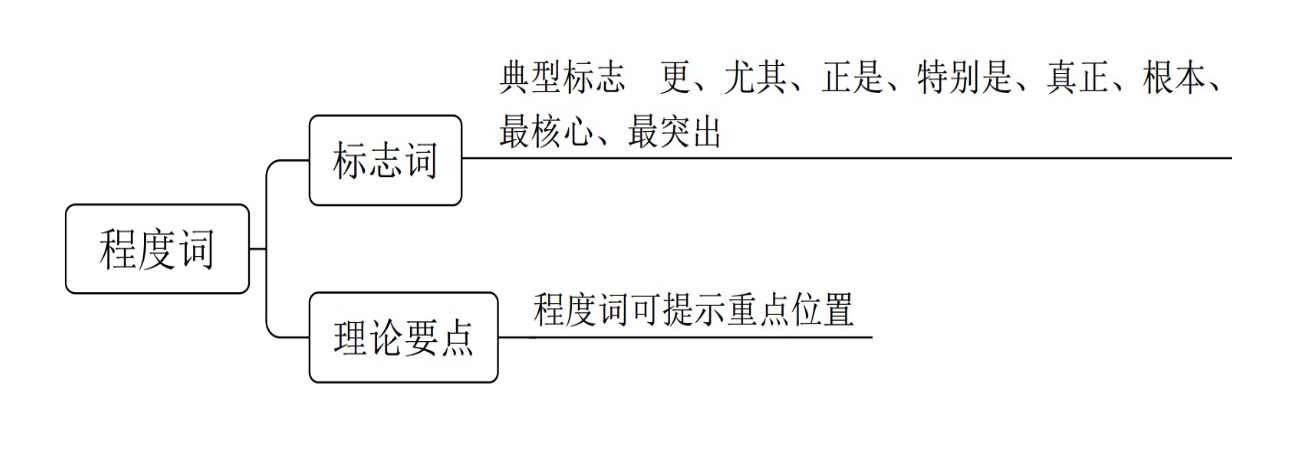 典型标志 更、尤其、正是、特别是、真正、根本、
最核心、最突出
标志词
程度词
程度词可提示重点位置
理论要点